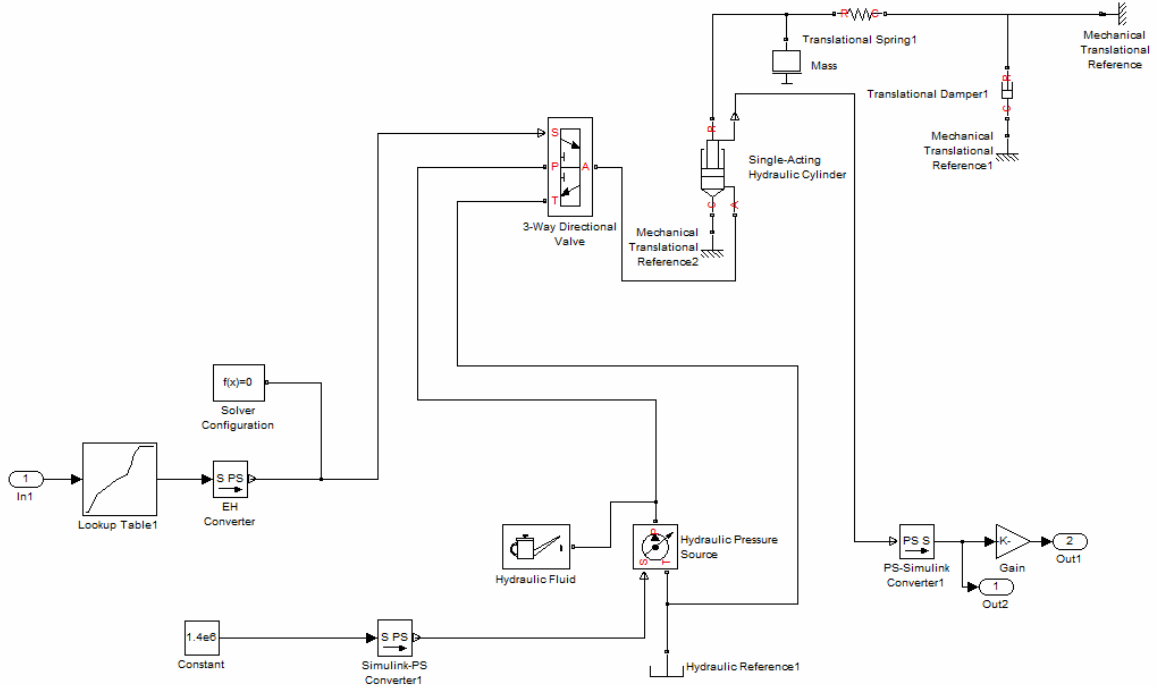 R
C
Translational Spring1
Mass
Mechanical
Translational
Reference
R
Translational Damper1
C
Mechanical
Translational
Reference1
S
P
A
T
3-Way Directional
Valve
R
Single-Acting
Hydraulic Cylinder
C
A
Mechanical
Translational
Reference2
f(x)=0
Solver
Configuration
1
In1
Lookup Table1
S PS
EH
Converter
Hydraulic Fluid
P
S
T
Hydraulic Pressure
Source
PS S
PS-Simulink
Converter1
K-
Gain
2
Out1
1
Out2
1.4e6
Constant
S PS
Simulink-PS
Converter1
Hydraulic Reference1